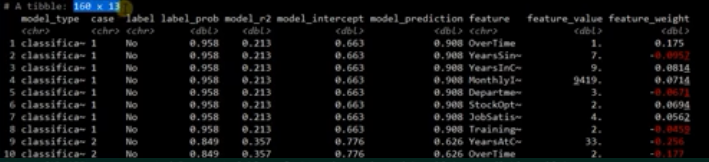 # A tibble: 160 x 13
model_type case label label_prob model_r2 model_intercept model_prediction feature feature_value feature_weight
<chr> <chr> <chr> <dbl> <dbl> <dbl> <dbl> <chr> <dbl> <dbl>
1 classifica~ 1 No 0.958 0.213 0.663 0.908 OverTime 1. 0.175
2 classifica~ 1 No 0.958 0.213 0.663 0.908 YearsSin~ 7. -0.0952
3 classifica~ 1 No 0.958 0.213 0.663 0.908 YearsInC~ 9. 0.0814
4 classifica~ 1 No 0.958 0.213 0.663 0.908 MonthlyI~ 9419. 0.0714
5 classifica~ 1 No 0.958 0.213 0.663 0.908 Departme~ 3. -0.0671
6 classifica~ 1 No 0.958 0.213 0.663 0.908 StockOpt~ 2. 0.0694
7 classifica~ 1 No 0.958 0.213 0.663 0.908 JobSatis~ 4. 0.0562
8 classifica~ 1 No 0.958 0.213 0.663 0.908 Training~ 2. -0.0459
9 classifica~ 2 No 0.849 0.357 0.776 0.626 YearsAtC~ 33. -0.256
10 classifica~ 2 No 0.849 0.357 0.776 0.626 OverTime 2. -0.177